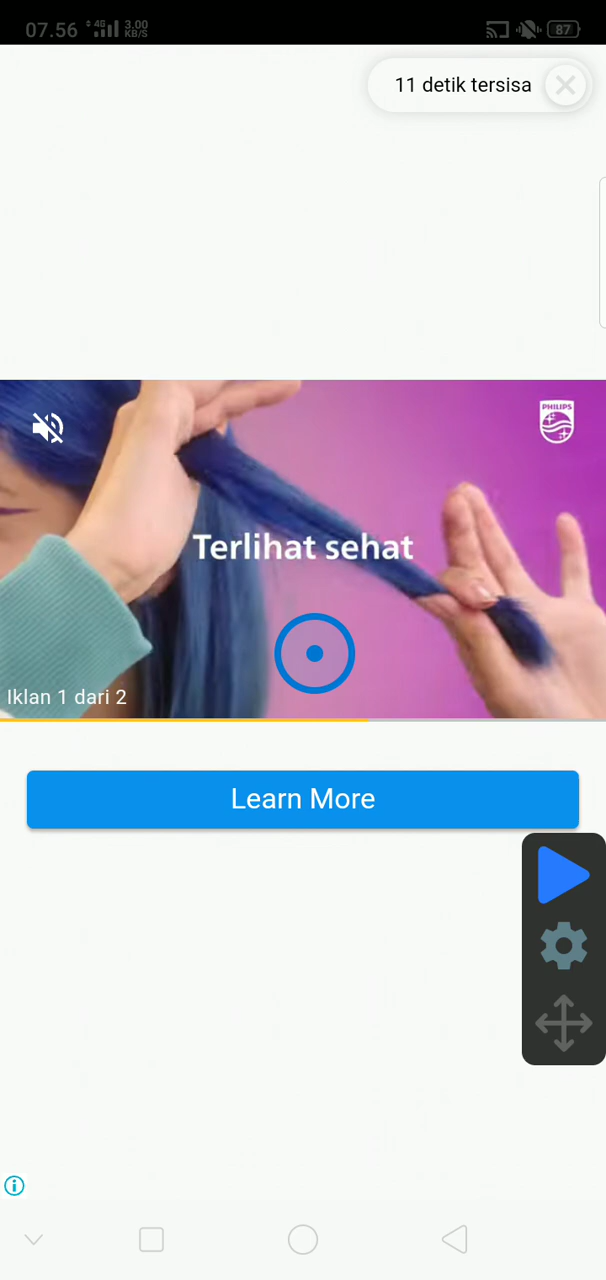 07.56 4G 3.00 KB/S 87
11 detik tersisa
PHILIPS
Terlihat sehat
Iklan 1 dari 2
Learn More